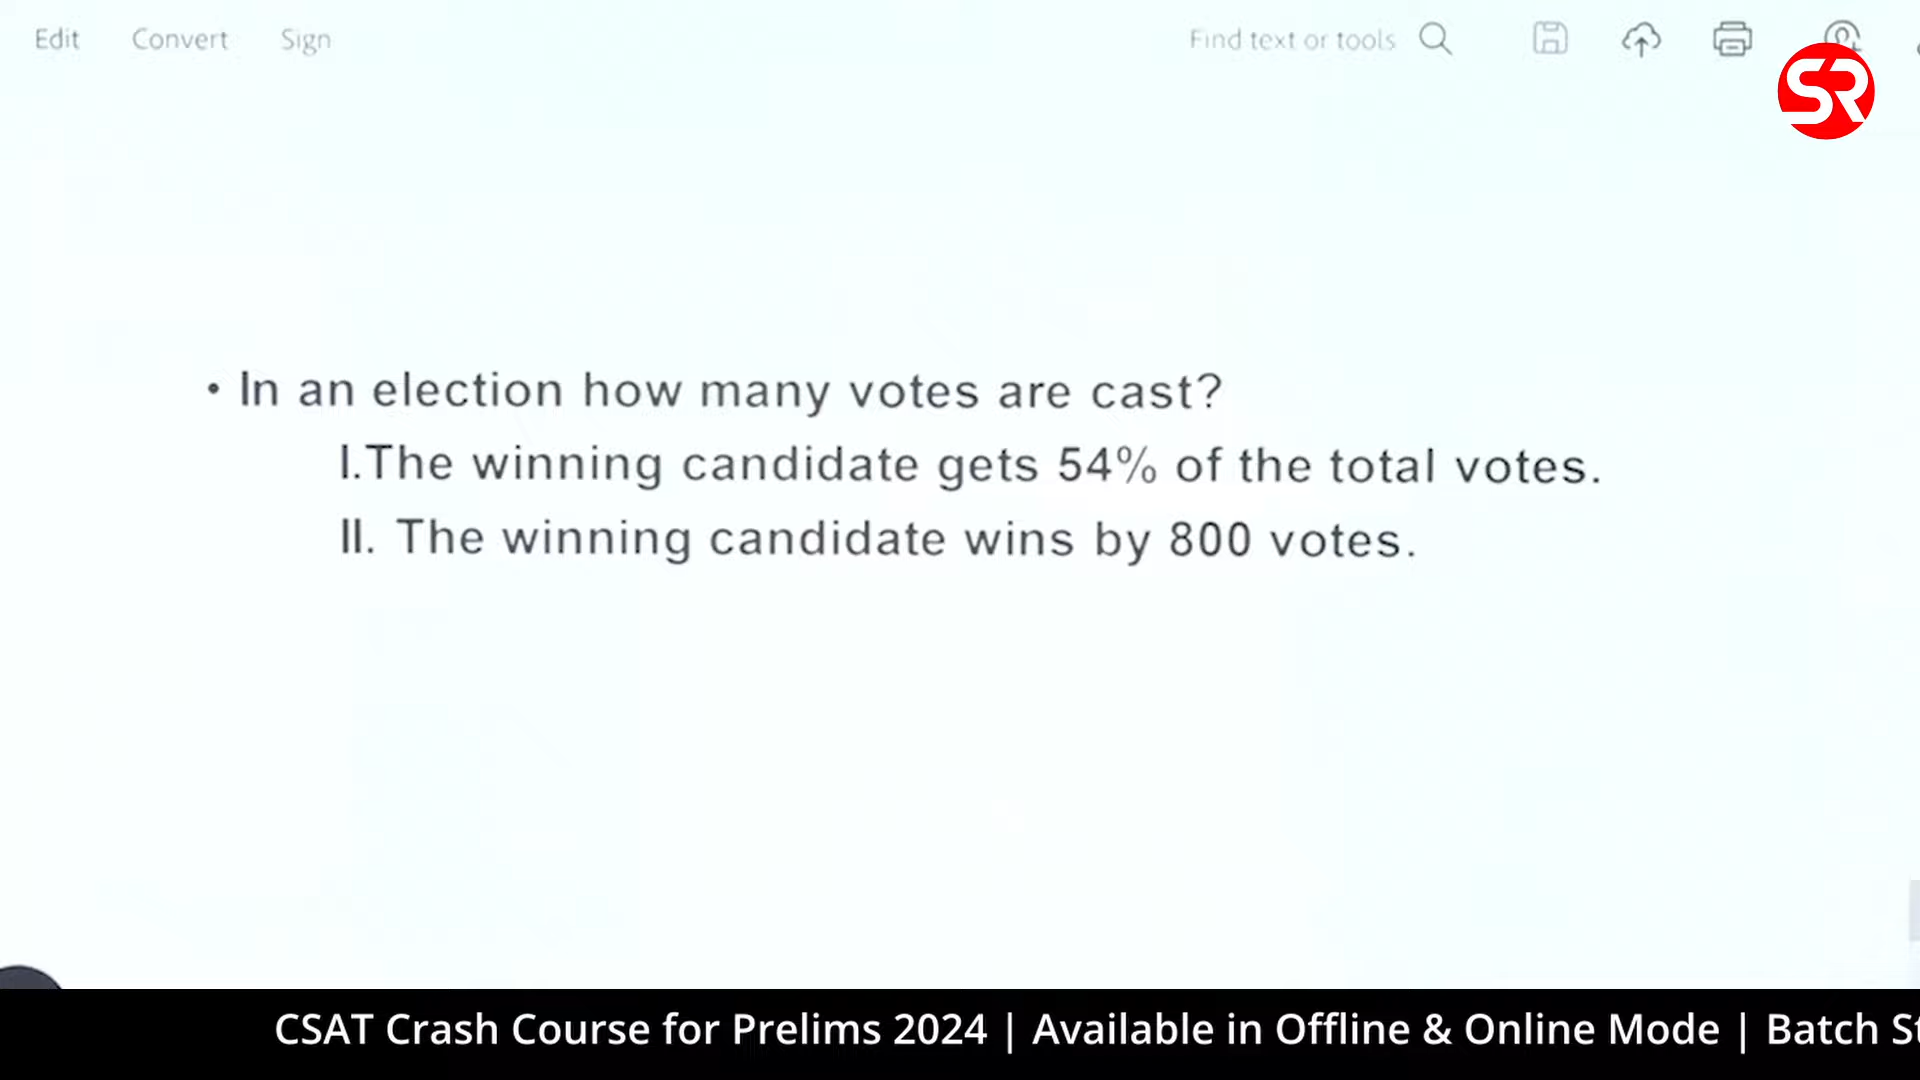 Edit Convert Sign Find text or tools
SR
• In an election how many votes are cast?
I.The winning candidate gets 54% of the total votes.
II. The winning candidate wins by 800 votes.
CSAT Crash Course for Prelims 2024 | Available in Offline & Online Mode | Batch